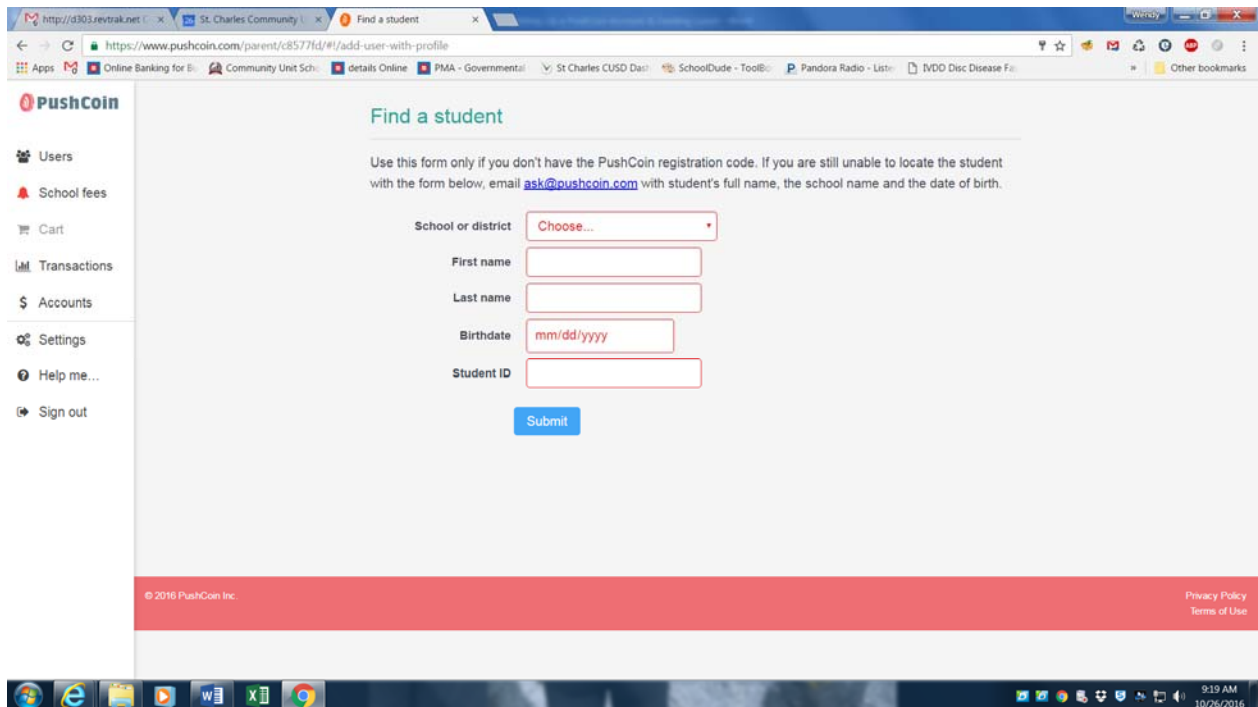 Wendy
http://d303.revtrak.net
St. Charles Community
Find a student
https://www.pushcoin.com/parent/c8577fd/#!/add-user-with-profile
Apps
Online Banking for
Community Unit Sch
details Online
PMA - Governmental
St Charles CUSD Das
SchoolDude - ToolB
Pandora Radio - Liste
IVDD Disc Disease Fa
»
Other bookmarks
PushCoin
Users
School fees
Cart
Transactions
Accounts
Settings
Help me...
Sign out
Find a student
Use this form only if you don't have the PushCoin registration code. If you are still unable to locate the student
with the form below, email ask@pushcoin.com with student's full name, the school name and the date of birth.
School or district Choose...
First name
Last name
Birthdate mm/dd/yyyy
Student ID
Submit
© 2016 PushCoin Inc.
Privacy Policy
Terms of Use
9:19 AM
10/26/2016